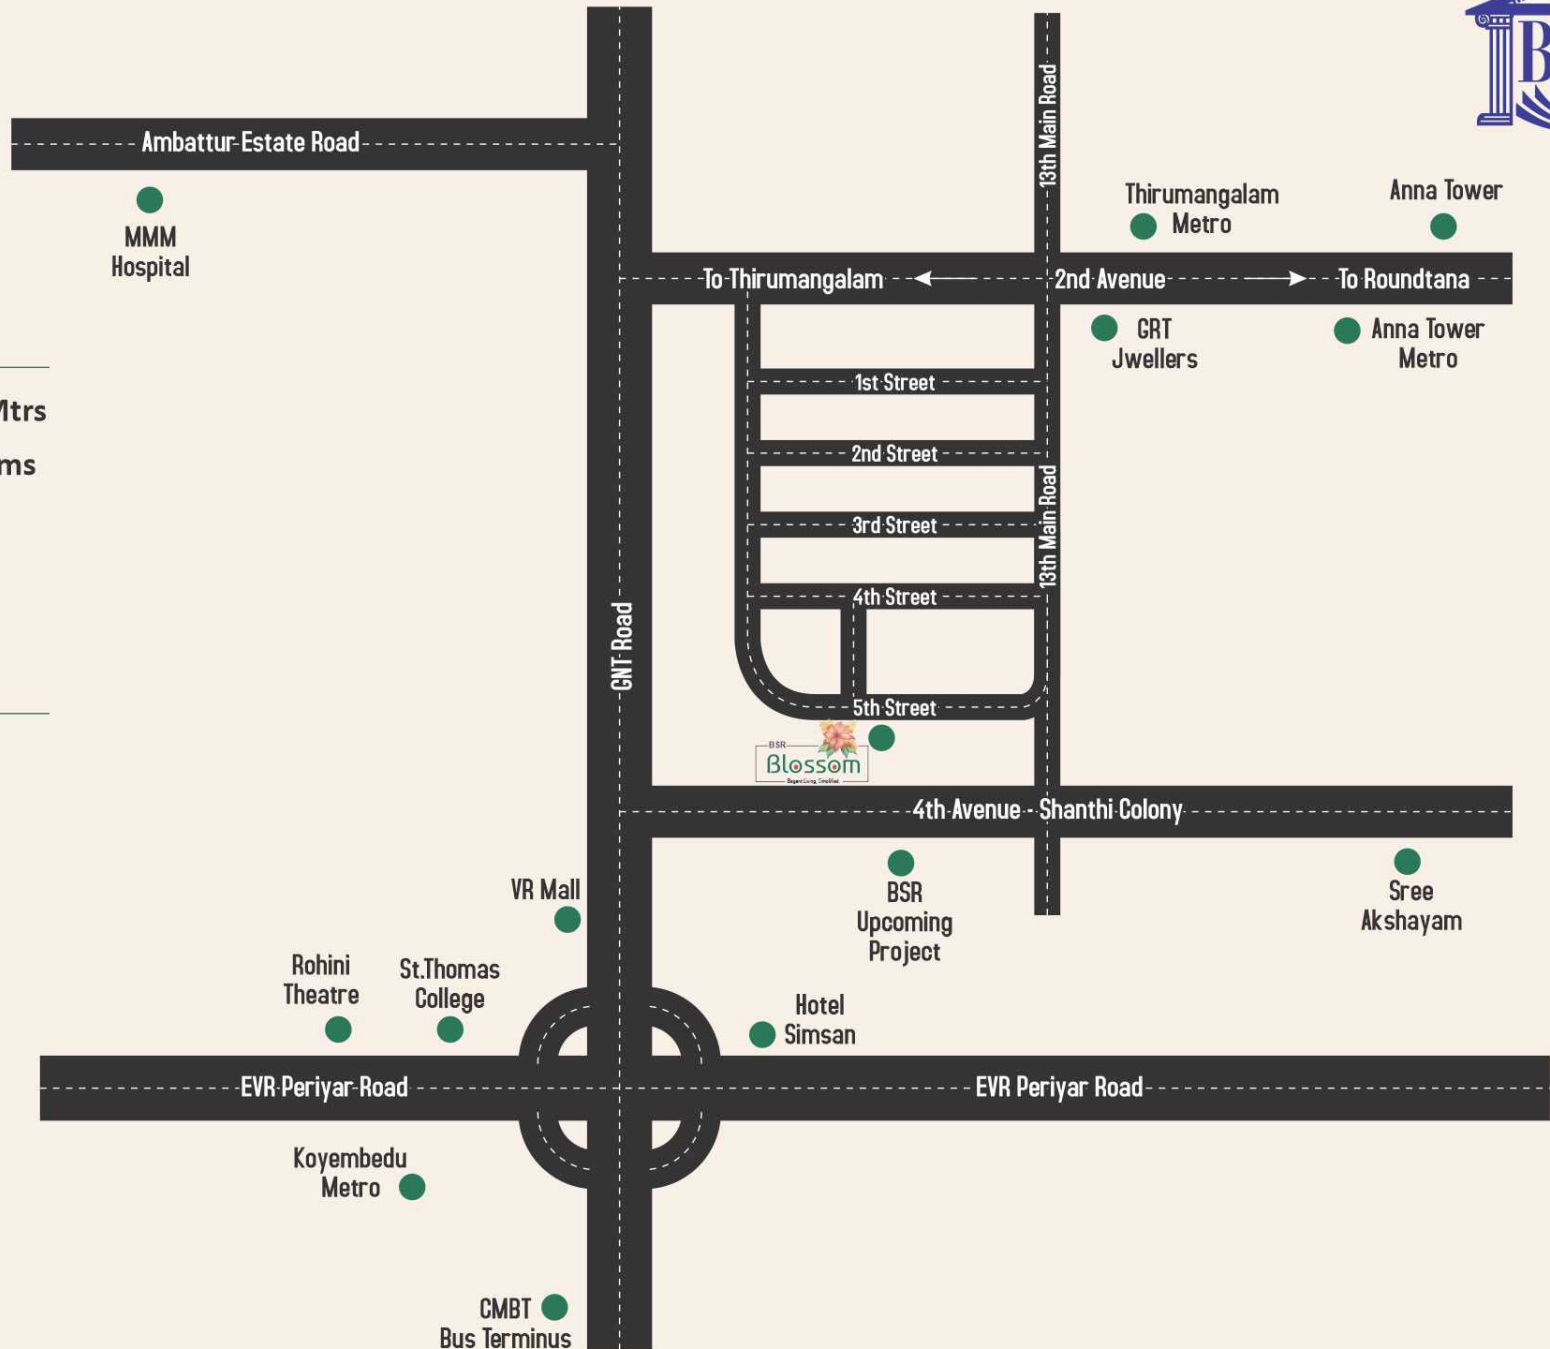 B
13th Main Road
Ambattur Estate Road
MMM
Hospital
Thirumangalam
Metro
Anna Tower
To Thirumangalam
2nd Avenue
To Roundtana
GRT
Jwellers
Anna Tower
Metro
1st Street
2nd Street
3rd Street
13th Main Road
4th Street
GNT Road
5th Street
BSR
Blossom
4th Avenue - Shanthi Colony
VR Mall
BSR
Upcoming
Project
Sree
Akshayam
Rohini
Theatre
St.Thomas
College
Hotel
Simsan
EVR Periyar Road
EVR Periyar Road
Koyembedu
Metro
CMBT
Bus Terminus